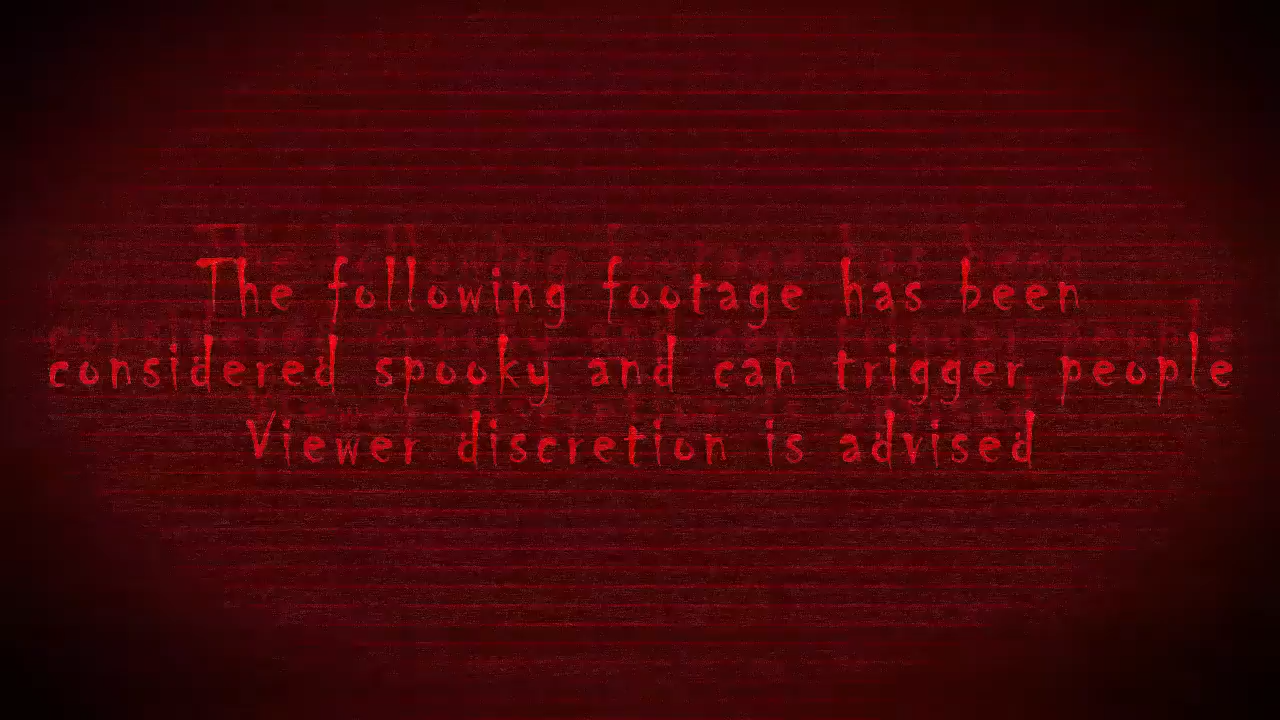 The following footage has been
considered spooky and can trigger people
Viewer discretion is advised